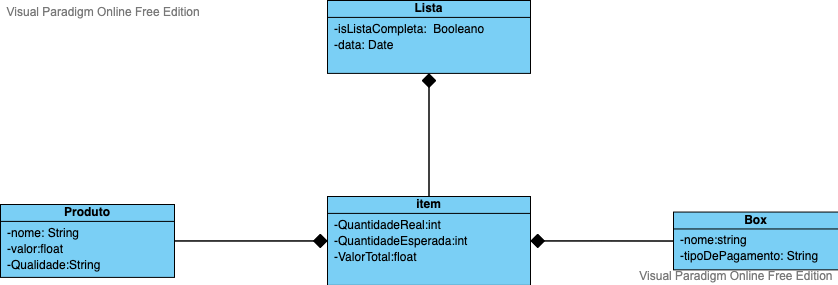 Visual Paradigm Online Free Edition
Lista
-isListaCompleta: Booleano
-data: Date
Produto
-nome: String
-valor:float
-Qualidade:String
item
-QuantidadeReal:int
-QuantidadeEsperada:int
-ValorTotal:float
Box
-nome:string
-tipoDePagamento: String
Visual Paradigm Online Free Edition